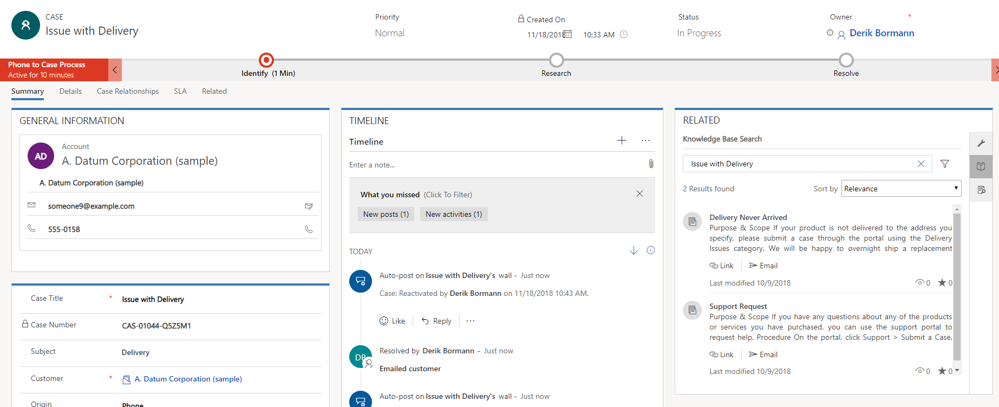 CASE
Issue with Delivery
Priority
Normal
Created On
11/18/2018
10:33 AM
Status
In Progress
Owner
*
Derik Bormann
Phone to Case Process
Active for 10 minutes
Identify (1 Min)
Research
Resolve
Summary
Details
Case Relationships
SLA
Related
GENERAL INFORMATION
AD
Account
A. Datum Corporation (sample)
A. Datum Corporation (sample)
someone9@example.com
555-0158
Case Title * Issue with Delivery
Case Number CAS-01044-Q5Z5M1
Subject Delivery
Customer * A. Datum Corporation (sample)
Origin Phone
TIMELINE
Timeline
Enter a note...
What you missed (Click To Filter)
New posts (1)
New activities (1)
TODAY
Auto-post on Issue with Delivery's wall - Just now
Case: Reactivated by Derik Bormann on 11/18/2018 10:43 AM.
Like
Reply
...
Resolved by Derik Bormann - Just now
Emailed customer
Auto-post on Issue with Delivery's wall - Just now
RELATED
Knowledge Base Search
Issue with Delivery
2 Results found
Sort by Relevance
Delivery Never Arrived
Purpose & Scope If your product is not delivered to the address you
specify, please submit a case through the portal using the Delivery
Issues category. We will be happy to overnight ship a replacement
Link
Email
Last modified 10/9/2018
0
0
Support Request
Purpose & Scope If you have any questions about any of the products
or services you have purchased, you can use the support portal to
request help. Procedure On the portal, click Support > Submit a Case.
Link
Email
Last modified 10/9/2018
0
0